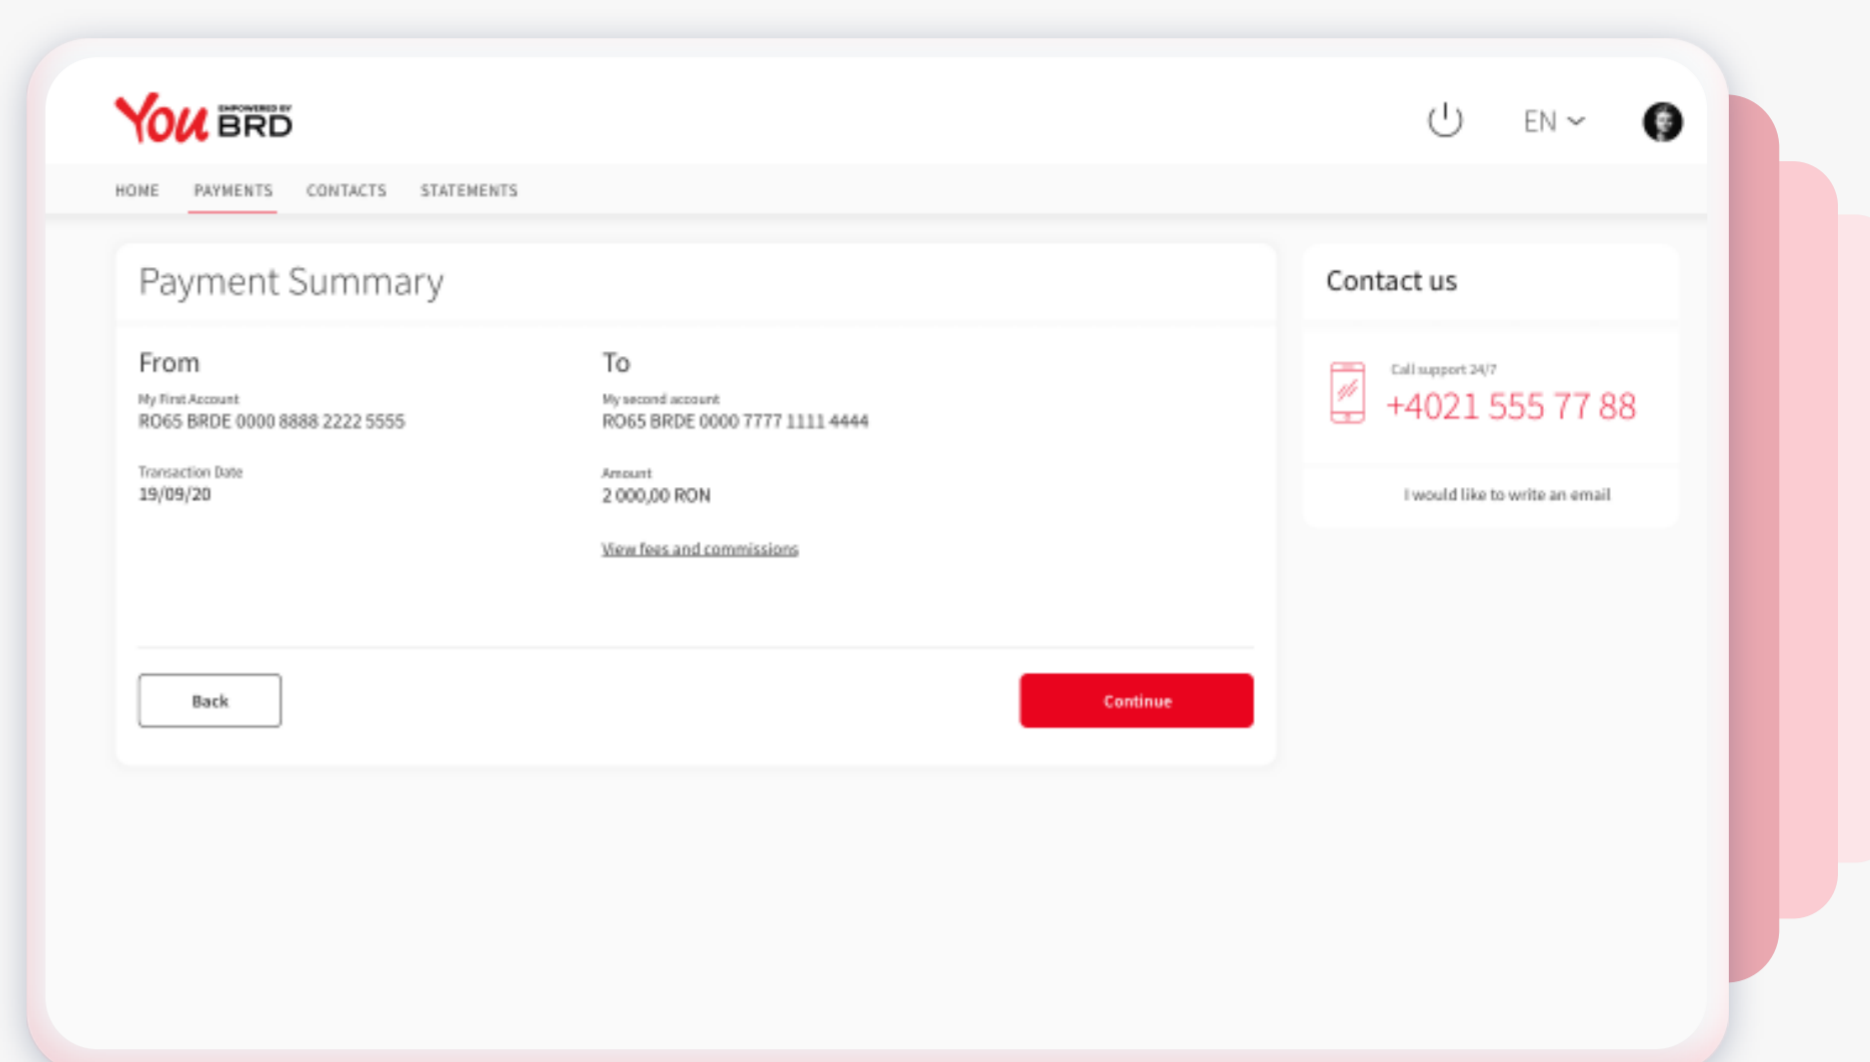 You EMPOWERED BY BRD
EN
HOME PAYMENTS CONTACTS STATEMENTS
Payment Summary
From
My First Account
RO65 BRDE 0000 8888 2222 5555
Transaction Date
19/09/20
To
My second account
RO65 BRDE 0000 7777 1111 4444
Amount
2 000,00 RON
View fees and commissions
Back
Continue
Contact us
Call support 24/7
+4021 555 77 88
I would like to write an email